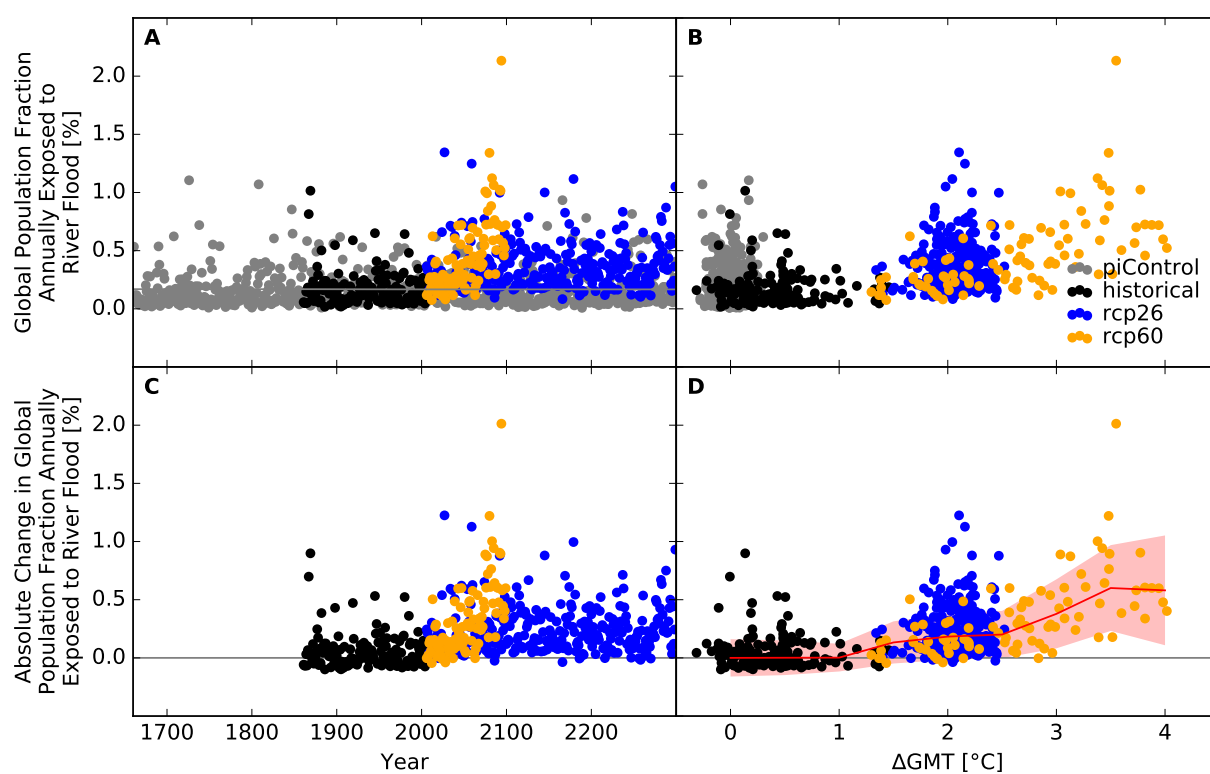 A
B
Global Population Fraction
Annually Exposed to
River Flood [%]
2.0
1.5
1.0
0.5
0.0
piControl
historical
rcp26
rcp60
C
D
Absolute Change in Global
Population Fraction Annually
Exposed to River Flood [%]
2.0
1.5
1.0
0.5
0.0
1700 1800 1900 2000 2100 2200
Year
0 1 2 3 4
ΔGMT [°C]